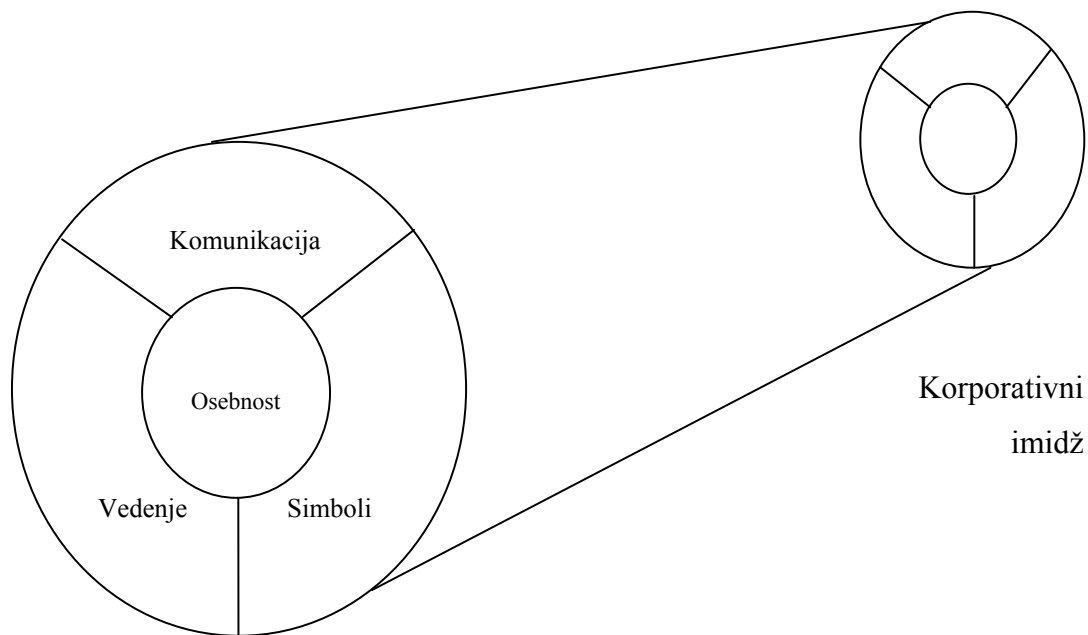 Komunikacija
Osebnost
Vedenje
Simboli
Korporativni
imidž